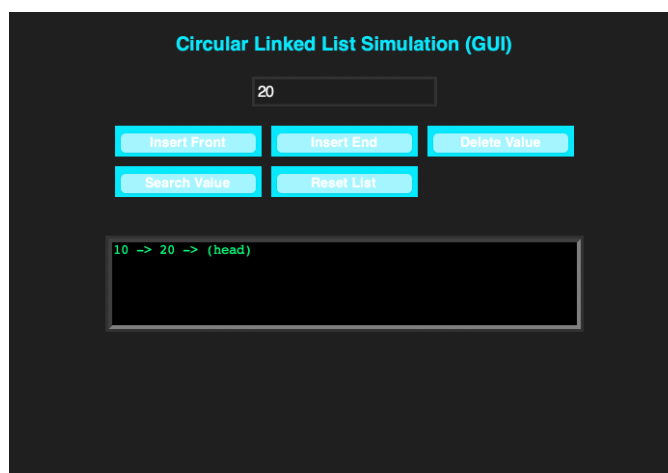 Circular Linked List Simulation (GUI)
20
Insert Front Insert End Delete Value
Search Value Reset List
10 -> 20 -> (head)